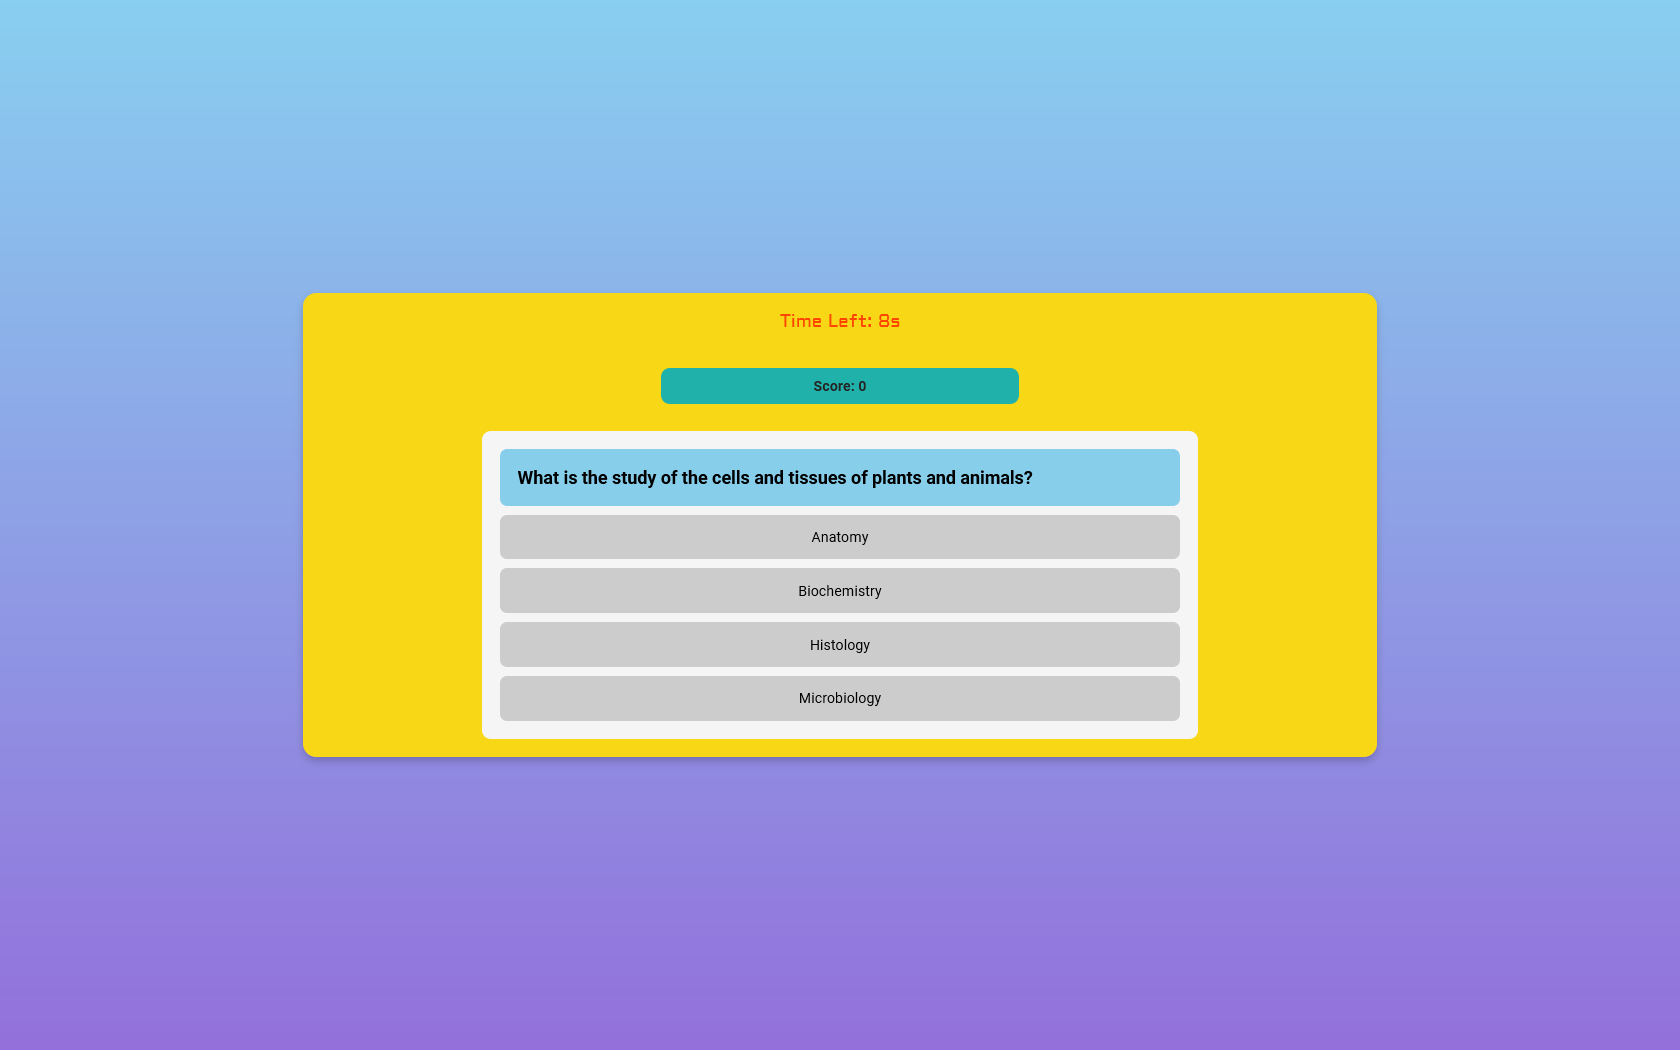 Time Left: 8s
Score: 0
What is the study of the cells and tissues of plants and animals?
Anatomy
Biochemistry
Histology
Microbiology